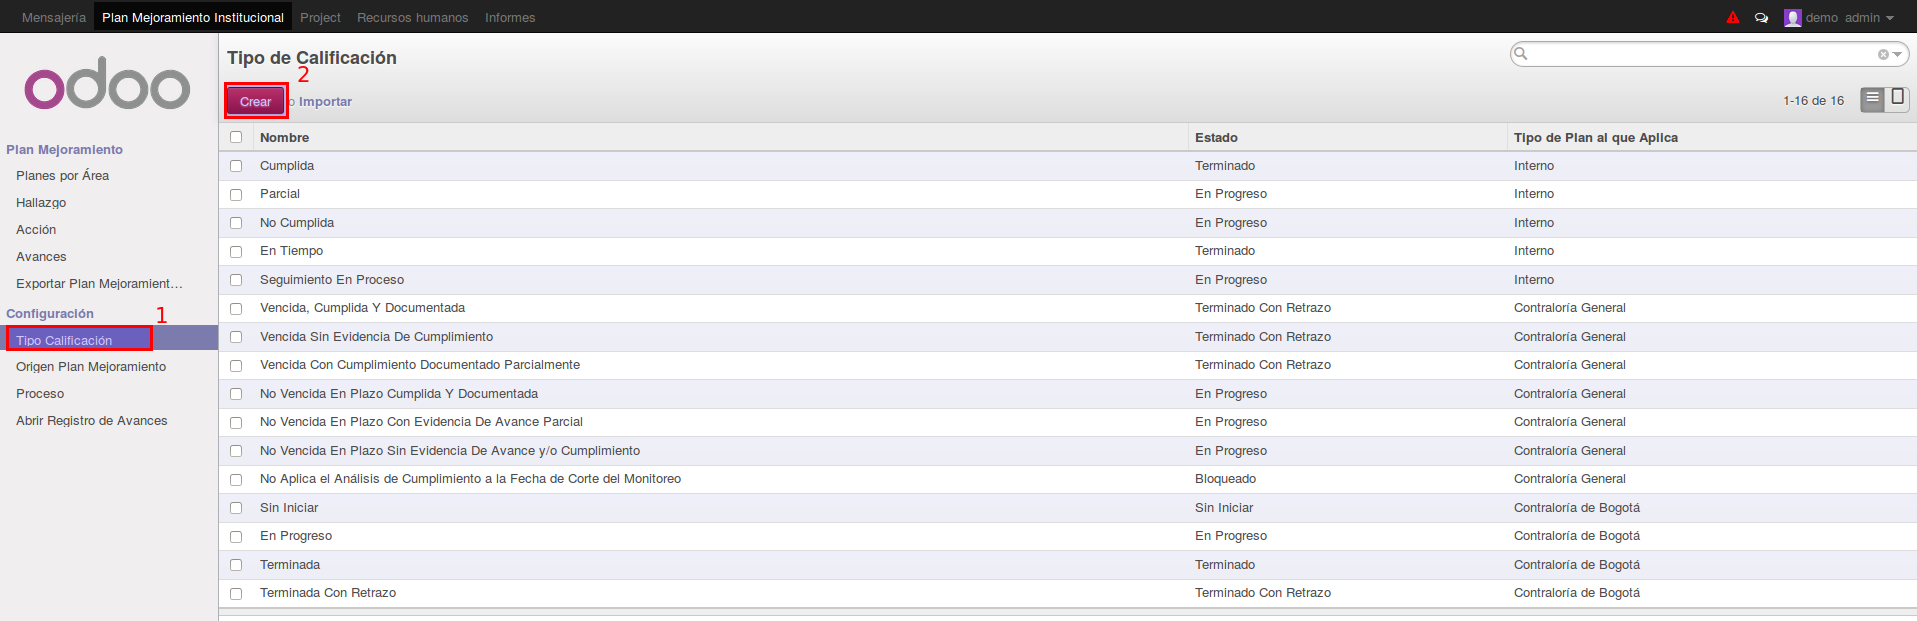 Mensajería Plan Mejoramiento Institucional Project Recursos humanos Informes demo admin
odoo
Plan Mejoramiento
Planes por Área
Hallazgo
Acción
Avances
Exportar Plan Mejoramient...
Configuración 1
Tipo Calificación
Origen Plan Mejoramiento
Proceso
Abrir Registro de Avances
Tipo de Calificación
2
Crear o Importar 1-16 de 16
Nombre Estado Tipo de Plan al que Aplica
Cumplida Terminado Interno
Parcial En Progreso Interno
No Cumplida En Progreso Interno
En Tiempo Terminado Interno
Seguimiento En Proceso En Progreso Interno
Vencida, Cumplida Y Documentada Terminado Con Retrazo Contraloría General
Vencida Sin Evidencia De Cumplimiento Terminado Con Retrazo Contraloría General
Vencida Con Cumplimiento Documentado Parcialmente Terminado Con Retrazo Contraloría General
No Vencida En Plazo Cumplida Y Documentada En Progreso Contraloría General
No Vencida En Plazo Con Evidencia De Avance Parcial En Progreso Contraloría General
No Vencida En Plazo Sin Evidencia De Avance y/o Cumplimiento En Progreso Contraloría General
No Aplica el Análisis de Cumplimiento a la Fecha de Corte del Monitoreo Bloqueado Contraloría General
Sin Iniciar Sin Iniciar Contraloría de Bogotá
En Progreso En Progreso Contraloría de Bogotá
Terminada Terminado Contraloría de Bogotá
Terminada Con Retrazo Terminado Con Retrazo Contraloría de Bogotá